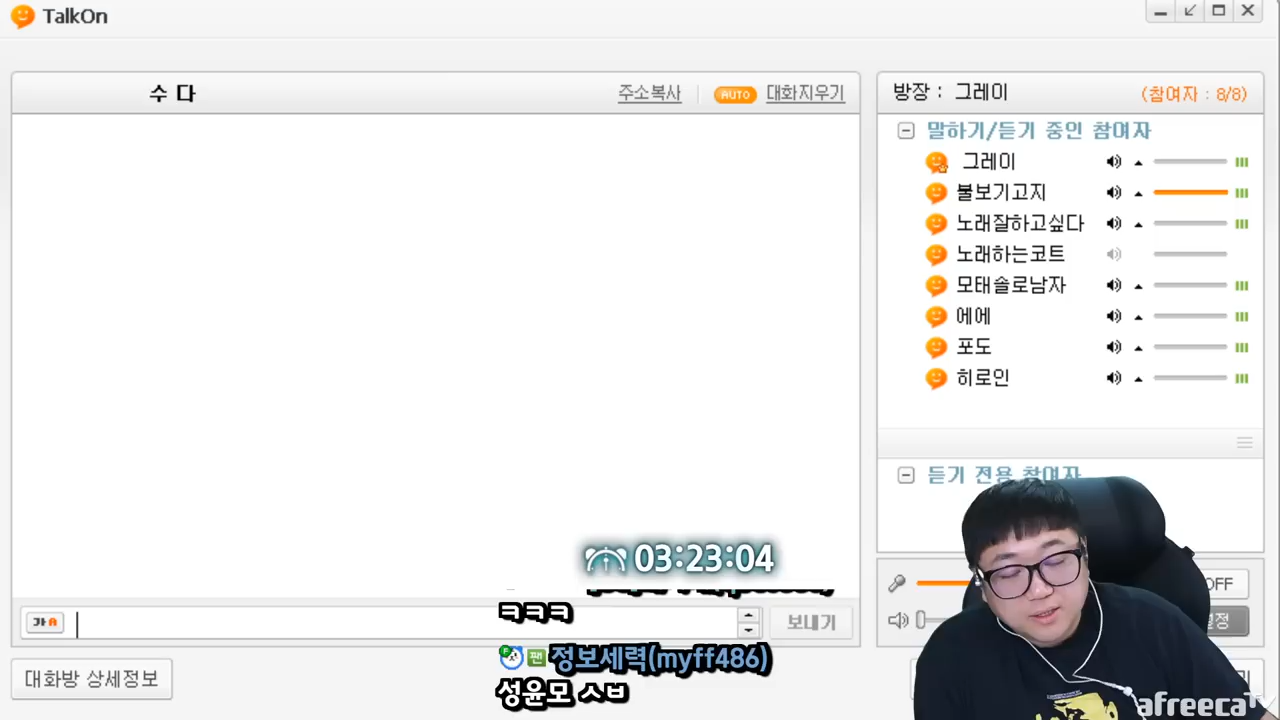 TalkOn
수 다
주소복사
AUTO 대화지우기
방장 : 그레이
(참여자 : 8/8)
말하기/듣기 중인 참여자
그레이
불보기고지
노래잘하고싶다
노래하는코트
모태솔로남자
에에
포도
히로인
듣기 전용 참여자
03:23:04
OFF
가A
보내기
ㅋㅋㅋ
F 팬 정보세력(myff486)
성윤모 ㅅㅂ
대화방 상세정보
afreecaTV